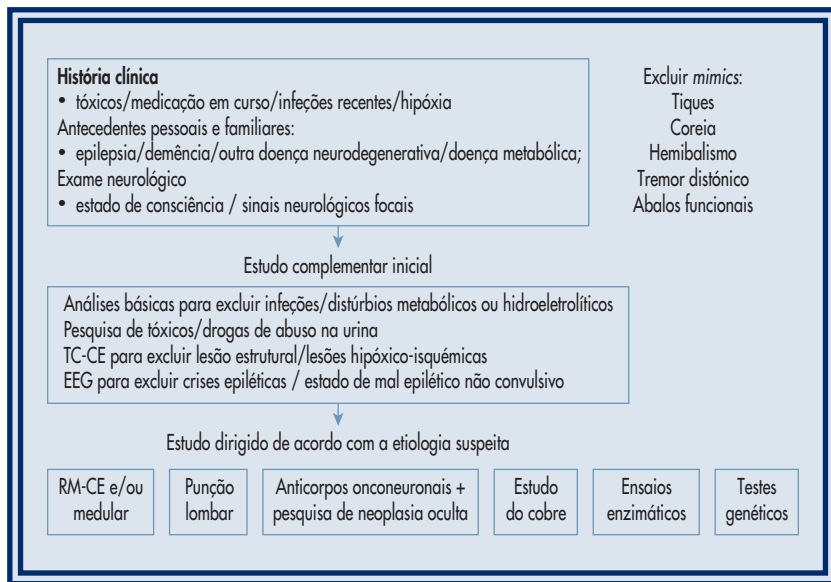 História clínica
• tóxicos/medicação em curso/infeções recentes/hipóxia
Antecedentes pessoais e familiares:
• epilepsia/demência/outra doença neurodegenerativa/doença metabólica;
Exame neurológico
• estado de consciência / sinais neurológicos focais
Excluir mimics:
Tiques
Coreia
Hemibalismo
Tremor distónico
Abalos funcionais
Estudo complementar inicial
Análises básicas para excluir infeções/distúrbios metabólicos ou hidroeletrolíticos
Pesquisa de tóxicos/drogas de abuso na urina
TC-CE para excluir lesão estrutural/lesões hipóxico-isquémicas
EEG para excluir crises epiléticas / estado de mal epilético não convulsivo
Estudo dirigido de acordo com a etiologia suspeita
RM-CE e/ou
medular
Punção
lombar
Anticorpos onconeuronais +
pesquisa de neoplasia oculta
Estudo
do cobre
Ensaios
enzimáticos
Testes
genéticos